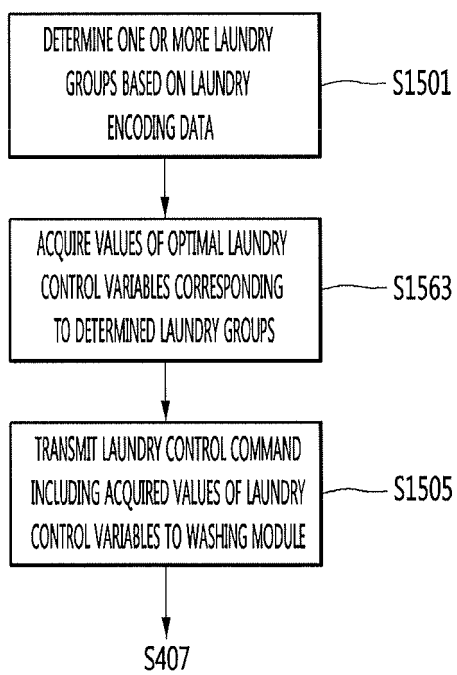 DETERMINE ONE OR MORE LAUNDRY
GROUPS BASED ON LAUNDRY
ENCODING DATA
S1501
ACQUIRE VALUES OF OPTIMAL LAUNDRY
CONTROL VARIABLES CORRESPONDING
TO DETERMINED LAUNDRY GROUPS
S1563
TRANSMIT LAUNDRY CONTROL COMMAND
INCLUDING ACQUIRED VALUES OF LAUNDRY
CONTROL VARIABLES TO WASHING MODULE
S1505
S407